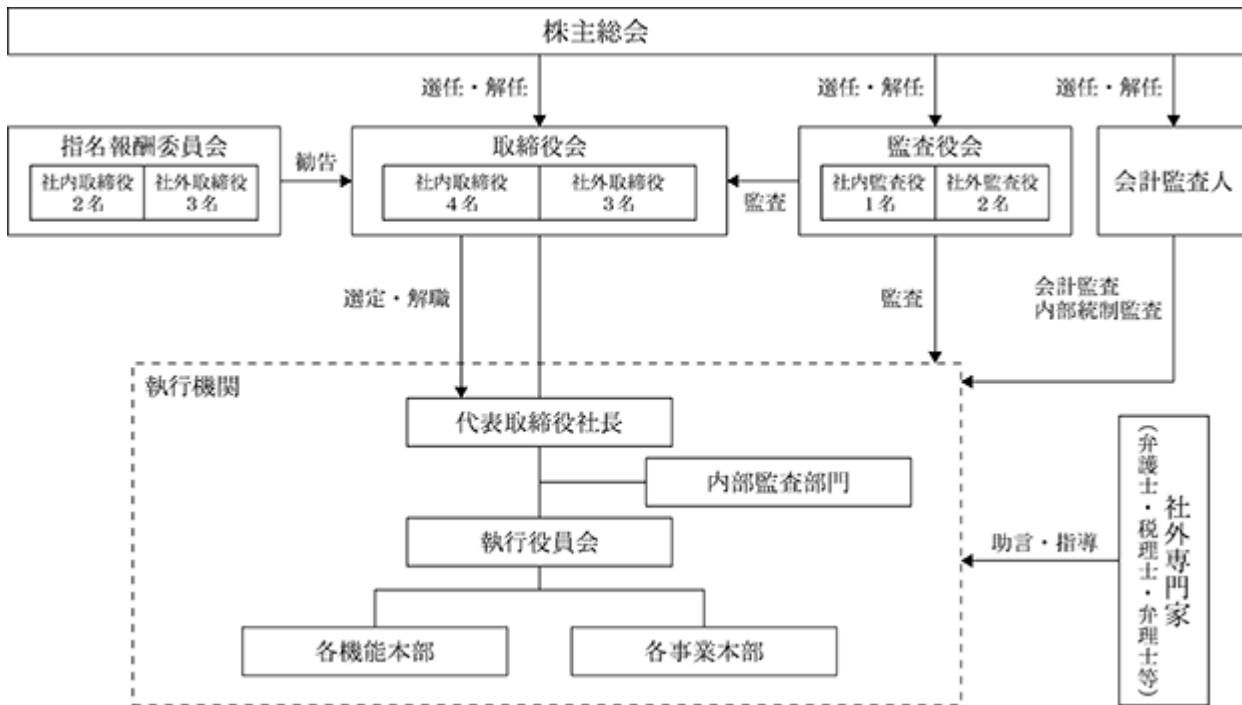 株主総会
選任・解任
選任・解任
選任・解任
指名報酬委員会
社内取締役
2名
社外取締役
3名
勧告
取締役会
社内取締役
4名
社外取締役
3名
監査
監査役会
社内監査役
1名
社外監査役
2名
会計監査人
選定・解職
監査
会計監査
内部統制監査
執行機関
代表取締役社長
内部監査部門
執行役員会
各機能本部
各事業本部
助言・指導
社外専門家
(弁護士・税理士・弁理士等)